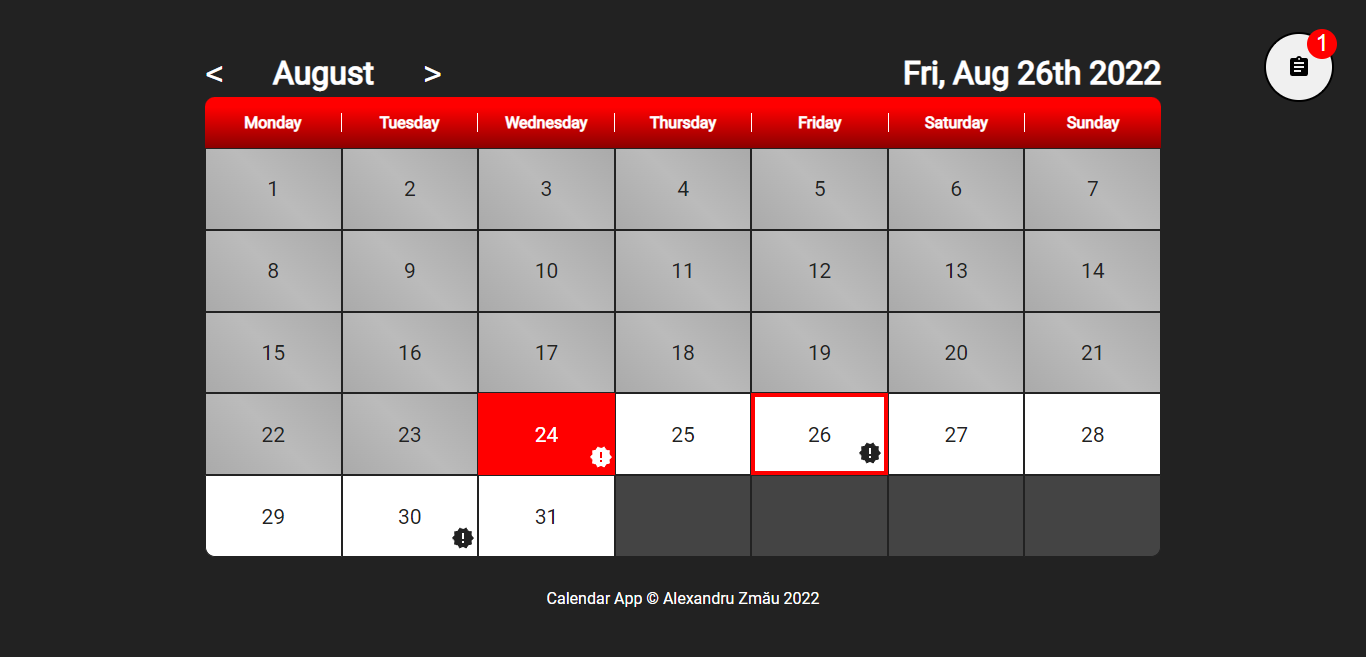 < August > Fri, Aug 26th 2022 1
Monday Tuesday Wednesday Thursday Friday Saturday Sunday
1 2 3 4 5 6 7
8 9 10 11 12 13 14
15 16 17 18 19 20 21
22 23 24 25 26 27 28
29 30 31
Calendar App © Alexandru Zmău 2022